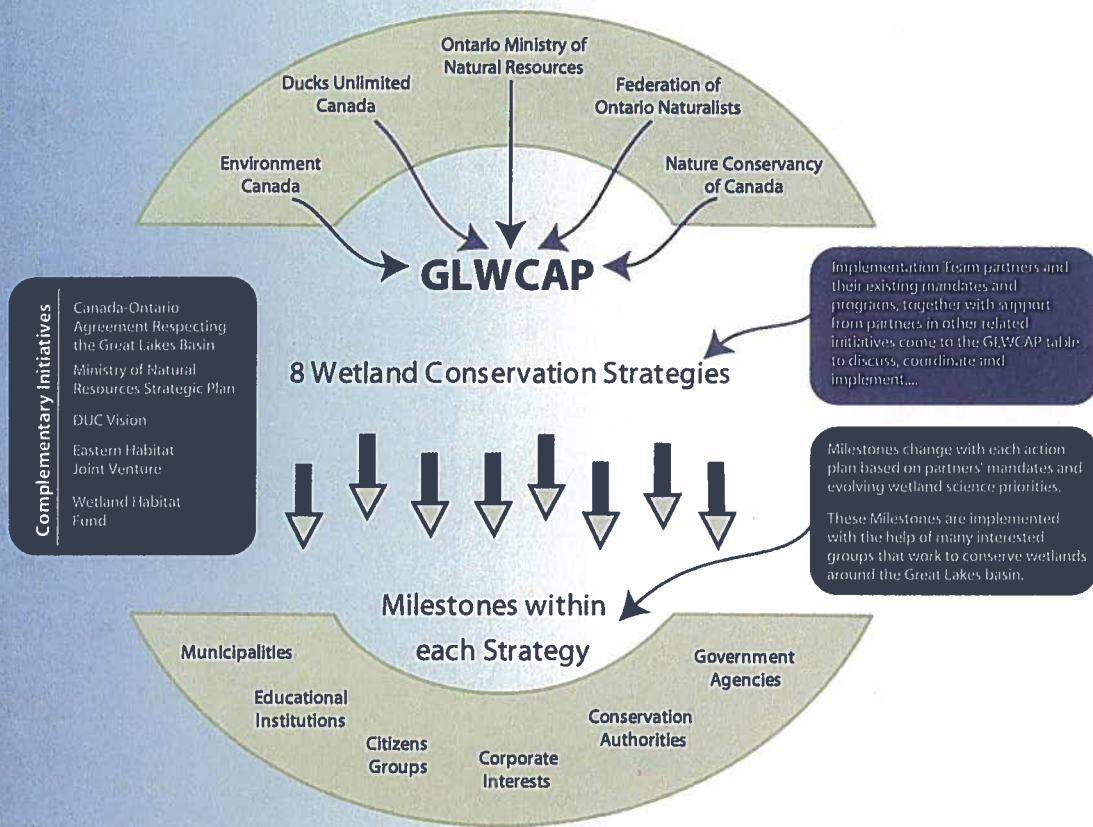 Ontario Ministry of
Natural Resources
Ducks Unlimited
Canada
Federation of
Ontario Naturalists
Environment
Canada
Nature Conservancy
of Canada
GLWCAP
Complementary Initiatives
Canada-Ontario
Agreement Respecting
the Great Lakes Basin
Ministry of Natural
Resources Strategic Plan
DUC Vision
Eastern Habitat
Joint Venture
Wetland Habitat
Fund
Implementation Team partners and
their existing mandates and
programs, together with support
from partners in other related
initiatives come to the GLWCAP table
to discuss, coordinate and
implement....
8 Wetland Conservation Strategies
Milestones change with each action
plan based on partners' mandates and
evolving wetland science priorities.
These Milestones are implemented
with the help of many interested
groups that work to conserve wetlands
around the Great Lakes basin.
Milestones within
each Strategy
Municipalities
Educational
Institutions
Citizens
Groups
Corporate
Interests
Conservation
Authorities
Government
Agencies